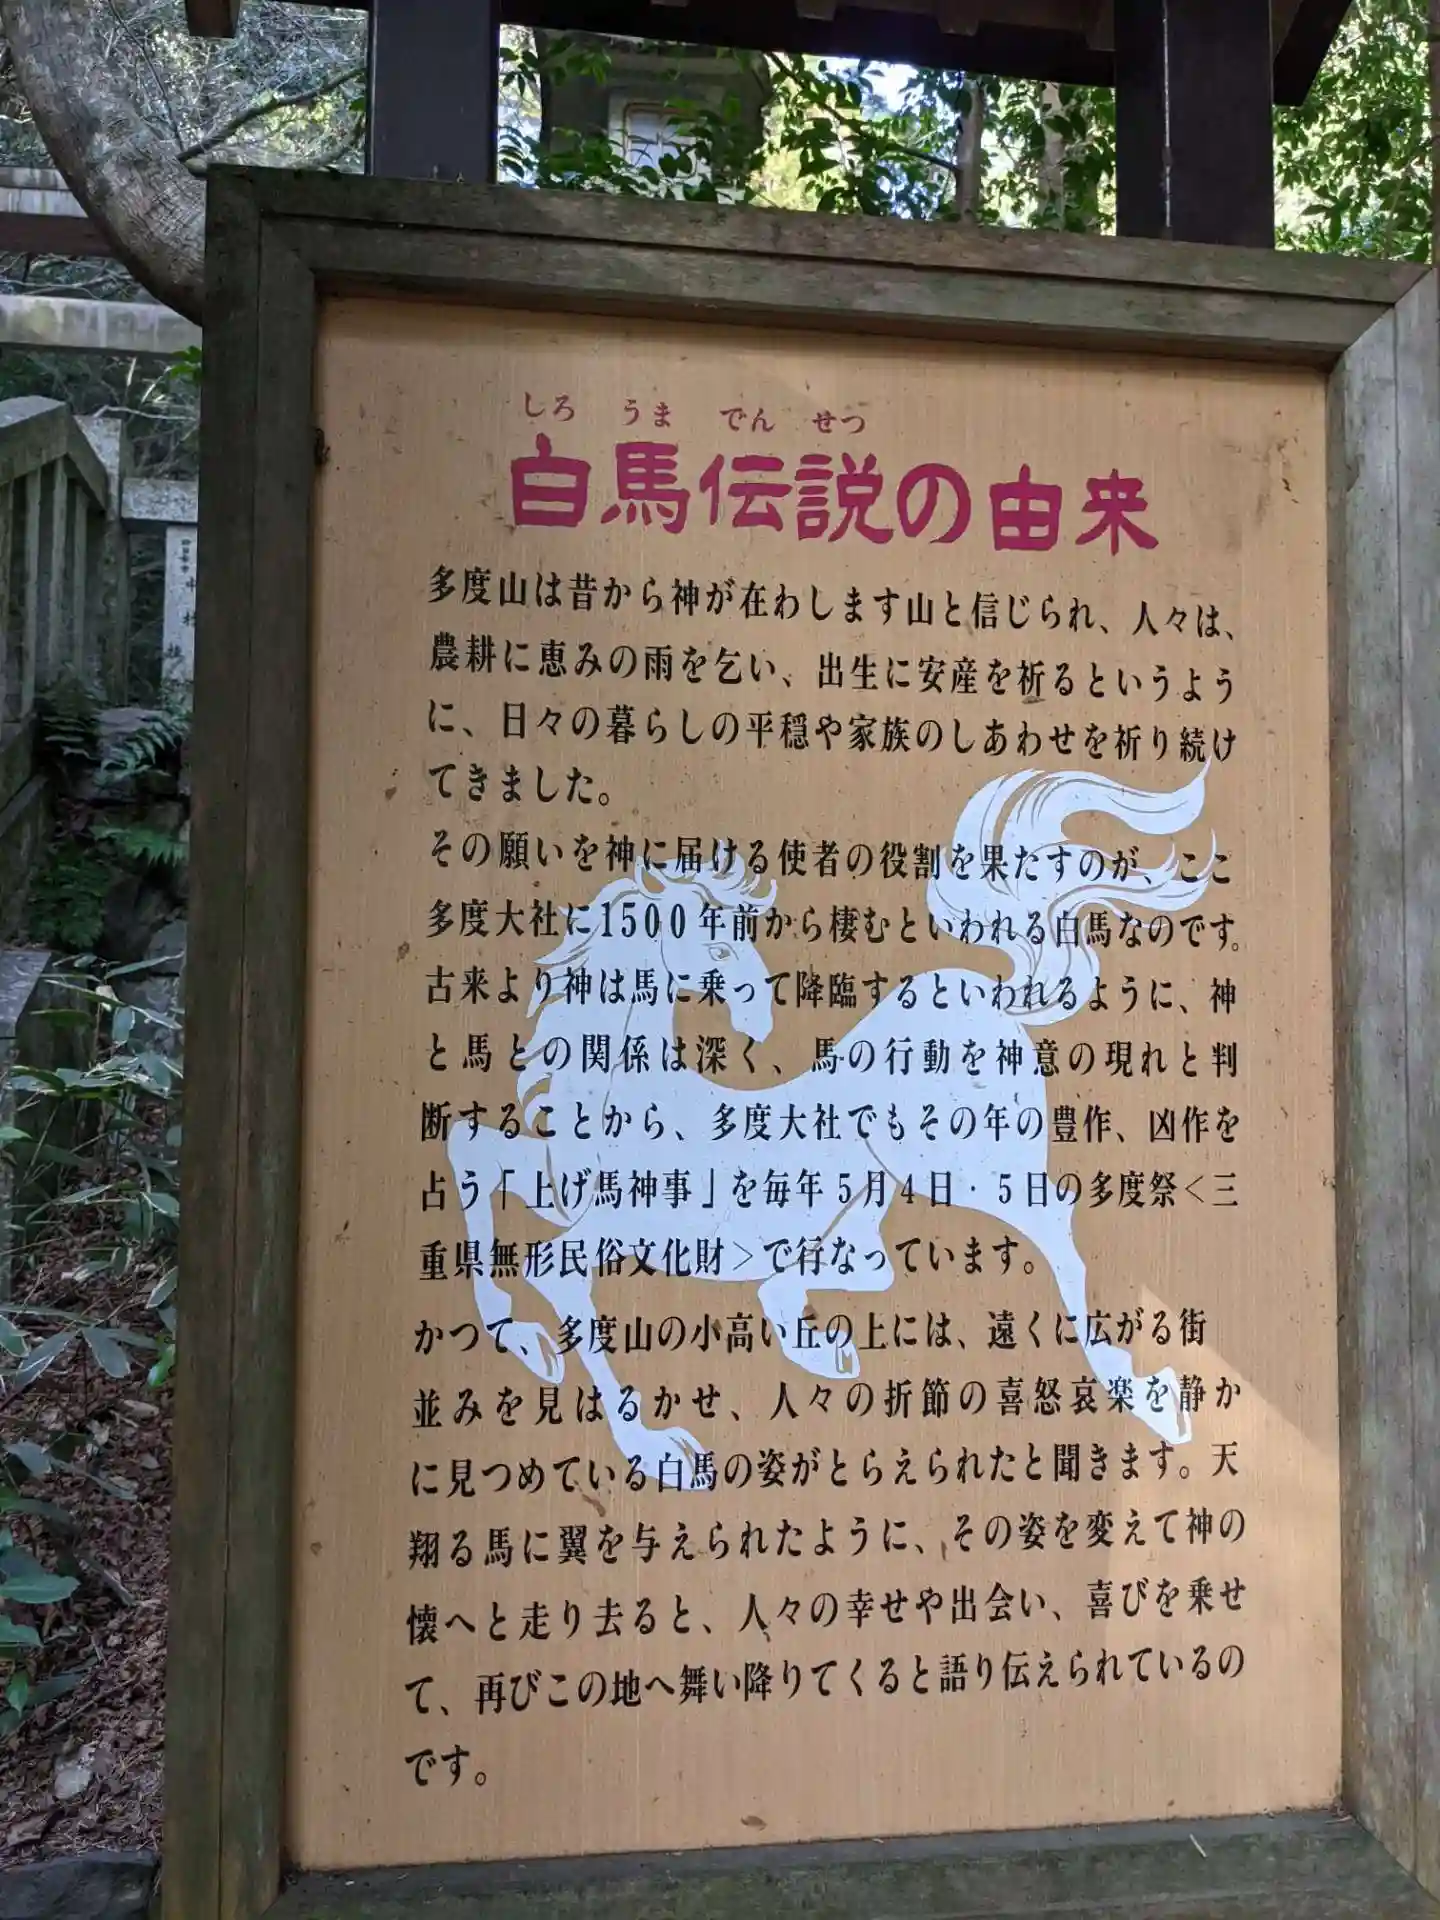 しろ うま でん せつ
白馬伝説の由来
多度山は昔から神が在わします山と信じられ、人々は、
農耕に恵みの雨を乞い、出生に安産を祈るというよう
に、日々の暮らしの平穏や家族のしあわせを祈り続け
てきました。
その願いを神に届ける使者の役割を果たすのが、ここ
多度大社に1500年前から棲むといわれる白馬なのです。
古来より神は馬に乗って降臨するといわれるように、神
と馬との関係は深く、馬の行動を神意の現れと判
断することから、多度大社でもその年の豊作、凶作を
占う「上げ馬神事」を毎年5月4日・5日の多度祭<三
重県無形民俗文化財>で行なっています。
かつて、多度山の小高い丘の上には、遠くに広がる街
並みを見はるかせ、人々の折節の喜怒哀楽を静か
に見つめている白馬の姿がとらえられたと聞きます。天
翔る馬に翼を与えられたように、その姿を変えて神の
懐へと走り去ると、人々の幸せや出会い、喜びを乗せ
て、再びこの地へ舞い降りてくると語り伝えられているの
です。